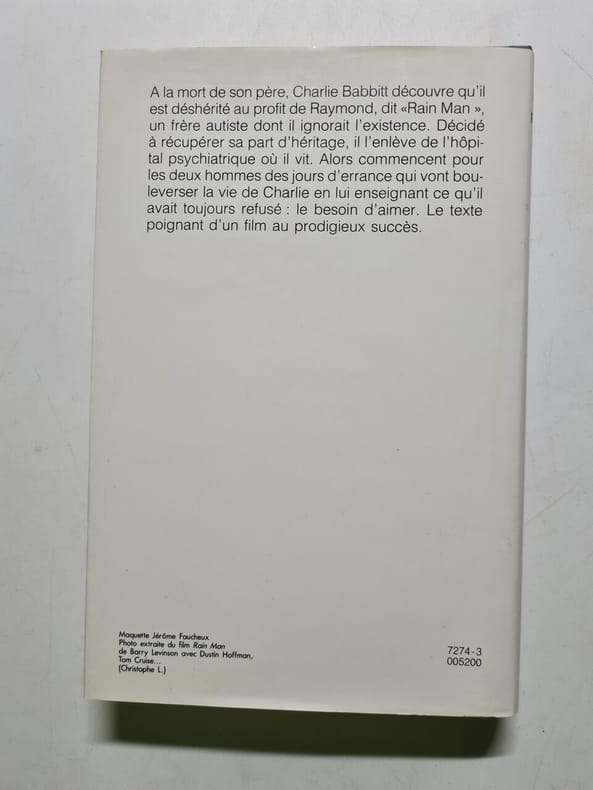 A la mort de son père, Charlie Babbitt découvre qu'il
est déshérité au profit de Raymond, dit «Rain Man »,
un frère autiste dont il ignorait l'existence. Décidé
à récupérer sa part d'héritage, il l'enlève de l'hôpi-
tal psychiatrique où il vit. Alors commencent pour
les deux hommes des jours d'errance qui vont bou-
leverser la vie de Charlie en lui enseignant ce qu'il
avait toujours refusé : le besoin d'aimer. Le texte
poignant d'un film au prodigieux succès.
Maquette Jérôme Faucheux
Photo extraite du film Rain Man
de Barry Levinson avec Dustin Hoffman,
Tom Cruise...
(Christophe L.)
7274-3
005200